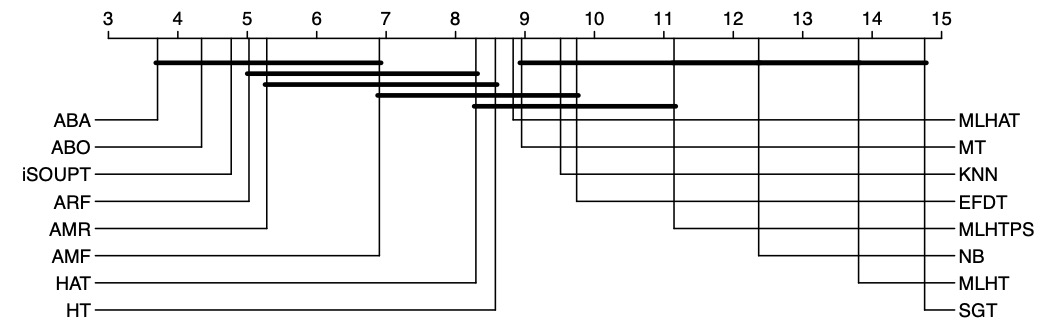 3 4 5 6 7 8 9 10 11 12 13 14 15
ABA MLHAT
ABO MT
iSOUPT KNN
ARF EFDT
AMR MLHTPS
AMF NB
HAT MLHT
HT SGT